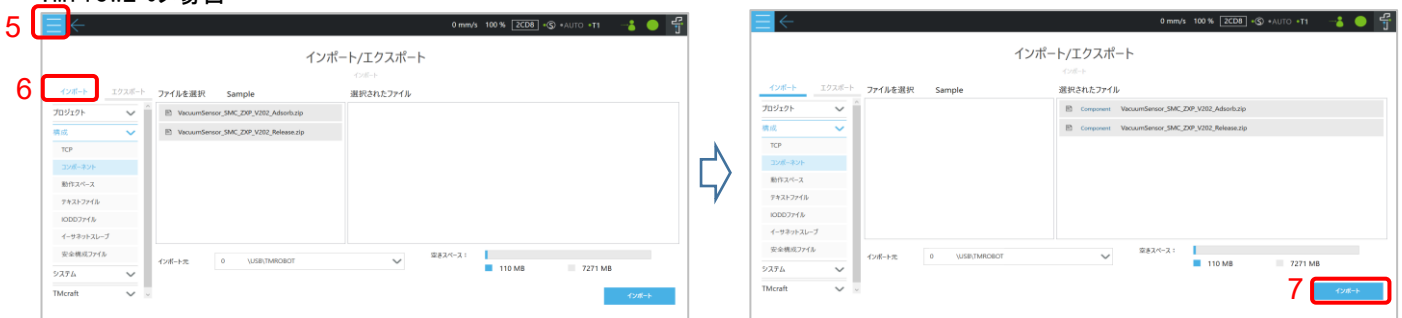 5
0 mm/s 100 % 2CD8 •Ⓢ •AUTO •T1
インポート/エクスポート
インポート
6
インポート エクスポート
ファイルを選択 Sample 選択されたファイル
プロジェクト
構成
TCP
コンポーネント
動作スペース
テキストファイル
IODDファイル
イーサネットスレーブ
安全構成ファイル
システム
TMcraft
VacuumSensor_SMC_ZXP_V202_Adsorb.zip
VacuumSensor_SMC_ZXP_V202_Release.zip
インポート元 0 \USB\TMROBOT
空きスペース：
110 MB 7271 MB
インポート
0 mm/s 100 % 2CD8 •Ⓢ •AUTO •T1
インポート/エクスポート
インポート
インポート エクスポート
ファイルを選択 Sample 選択されたファイル
プロジェクト
構成
TCP
コンポーネント
動作スペース
テキストファイル
IODDファイル
イーサネットスレーブ
安全構成ファイル
システム
TMcraft
Component VacuumSensor_SMC_ZXP_V202_Adsorb.zip
Component VacuumSensor_SMC_ZXP_V202_Release.zip
インポート元 0 \USB\TMROBOT
空きスペース：
110 MB 7271 MB
7
インポート